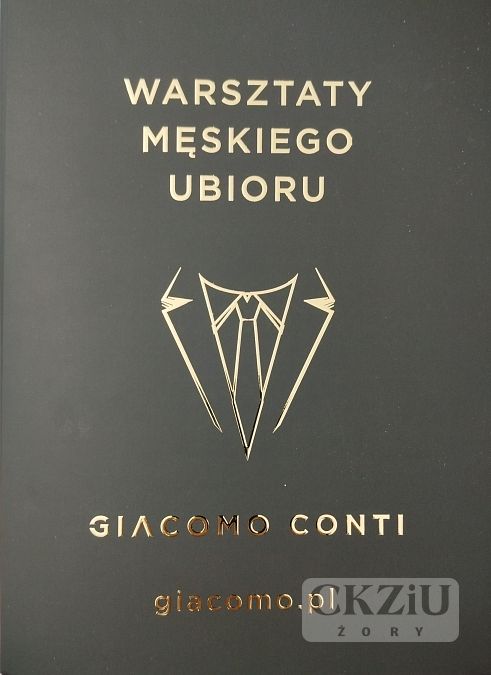 WARSZTATY
MĘSKIEGO
UBIORU
GIACOMO CONTI
giacomo.pl
CKZiU
ŻORY